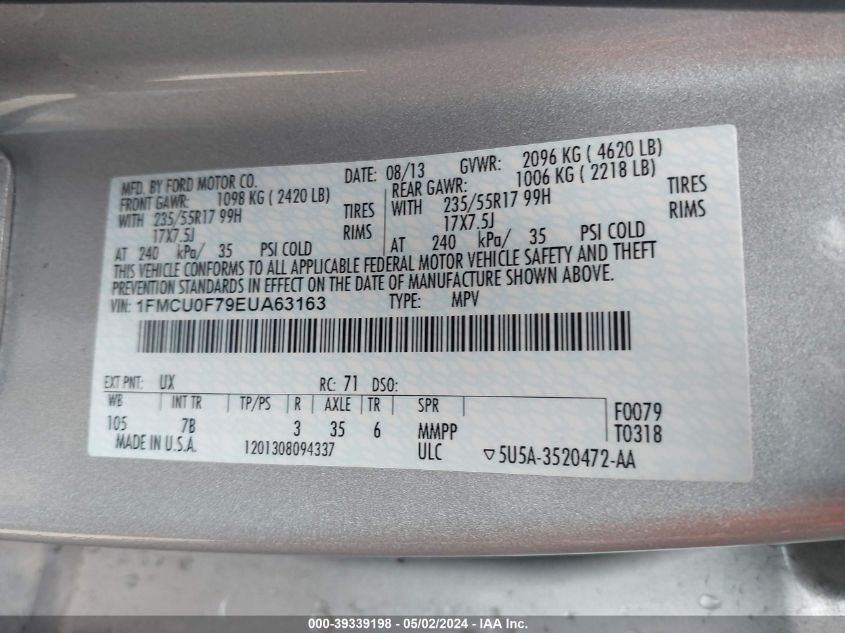 MFD. BY FORD MOTOR CO. DATE: 08/13 GVWR: 2096 KG ( 4620 LB)
FRONT GAWR: 1098 KG ( 2420 LB) REAR GAWR: 1006 KG ( 2218 LB)
WITH 235/55R17 99H TIRES WITH 235/55R17 99H TIRES
17X7.5J RIMS 17X7.5J RIMS
AT 240 kPa/ 35 PSI COLD AT 240 kPa/ 35 PSI COLD
THIS VEHICLE CONFORMS TO ALL APPLICABLE FEDERAL MOTOR VEHICLE SAFETY AND THEFT
PREVENTION STANDARDS IN EFFECT ON THE DATE OF MANUFACTURE SHOWN ABOVE.
VIN: 1FMCU0F79EUA63163 TYPE: MPV
EXT PNT: UX RC: 71 DSO:
WB INT TR TP/PS R AXLE TR SPR F0079
105 7B 3 35 6 MMPP T0318
MADE IN U.S.A. 1201308094337 ULC ▽5U5A-3520472-AA
000-39339198 - 05/02/2024 - IAA Inc.